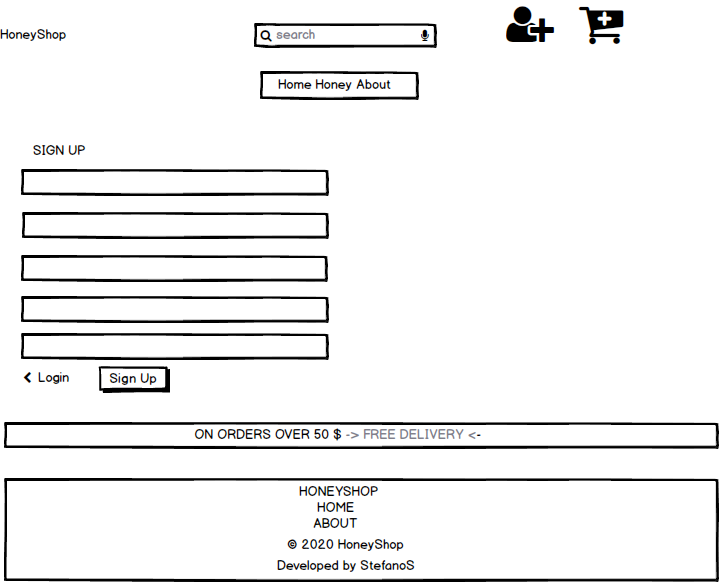 HoneyShop
search
Home Honey About
SIGN UP
Login
Sign Up
ON ORDERS OVER 50 $ -> FREE DELIVERY <-
HONEYSHOP
HOME
ABOUT
© 2020 HoneyShop
Developed by StefanoS